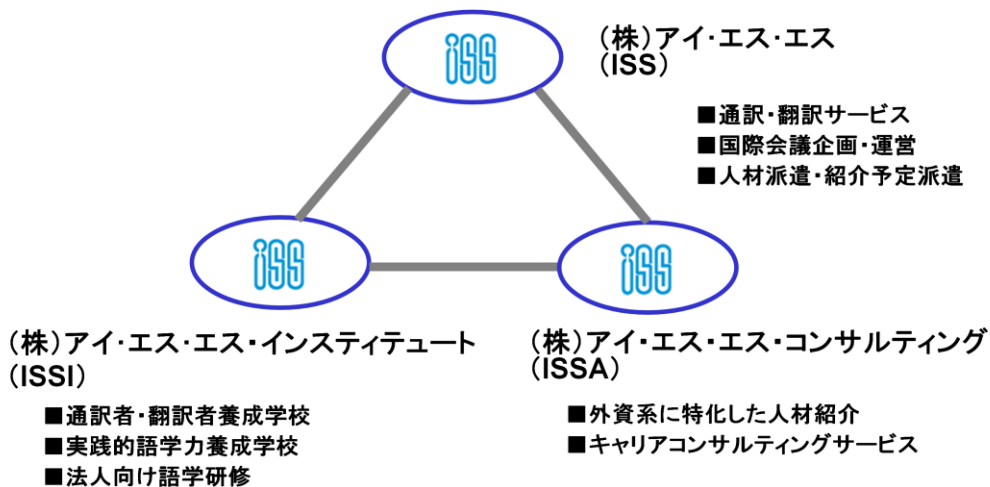 iss
(株)アイ・エス・エス
(ISS)
■通訳・翻訳サービス
■国際会議企画・運営
■人材派遣・紹介予定派遣
iss
iss
(株)アイ・エス・エス・インスティテュート
(ISSI)
■通訳者・翻訳者養成学校
■実践的語学力養成学校
■法人向け語学研修
(株)アイ・エス・エス・コンサルティング
(ISSA)
■外資系に特化した人材紹介
■キャリアコンサルティングサービス